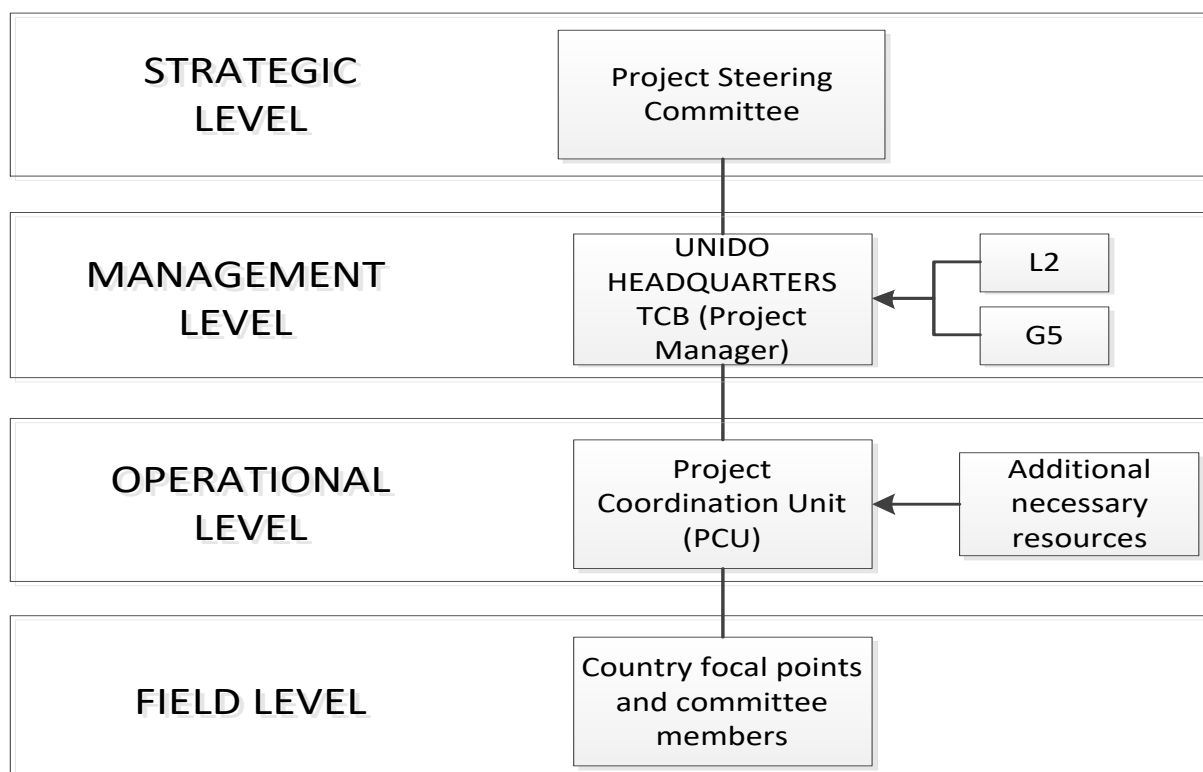 STRATEGIC
LEVEL
Project Steering
Committee
MANAGEMENT
LEVEL
UNIDO
HEADQUARTERS
TCB (Project
Manager)
L2
G5
OPERATIONAL
LEVEL
Project
Coordination Unit
(PCU)
Additional
necessary
resources
FIELD LEVEL
Country focal points
and committee
members